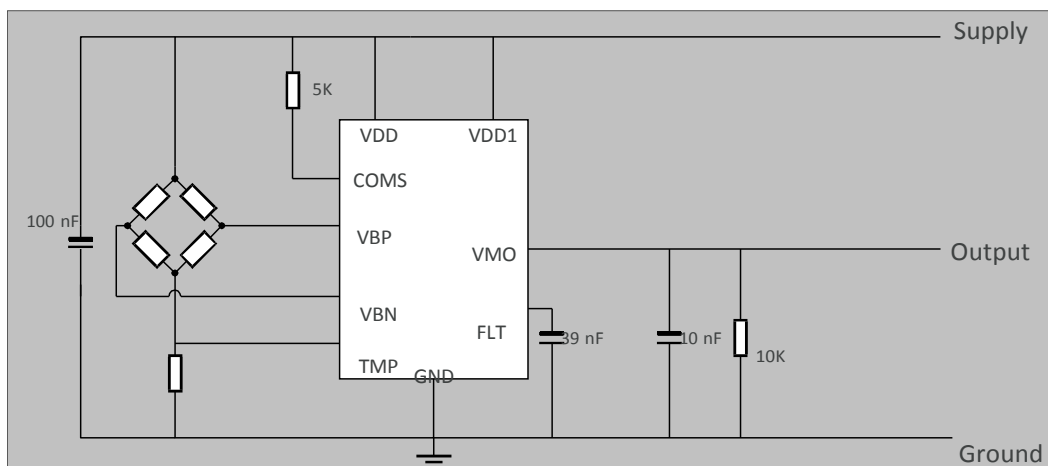 Supply
5K
VDD VDD1
COMS
100 nF
VBP
VMO
Output
VBN
FLT
39 nF
10 nF
10K
TMP
GND
Ground